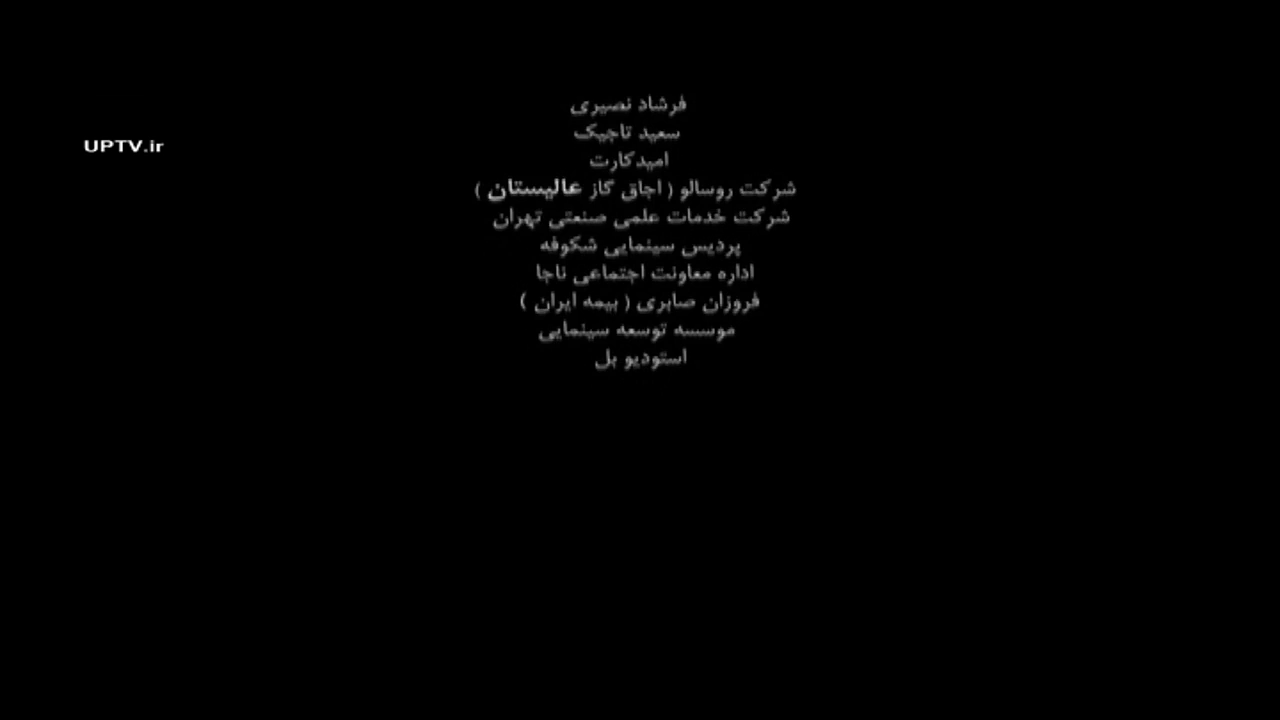 فرشاد نصیری
سعید تاجیک
UPTV.ir
امیدکارت
شرکت روسالو ( اجاق گاز عالیستان )
شرکت خدمات علمی صنعتی تهران
پردیس سینمایی شکوفه
اداره معاونت اجتماعی ناجا
فروزان صابری ( بیمه ایران )
موسسه توسعه سینمایی
استودیو بل